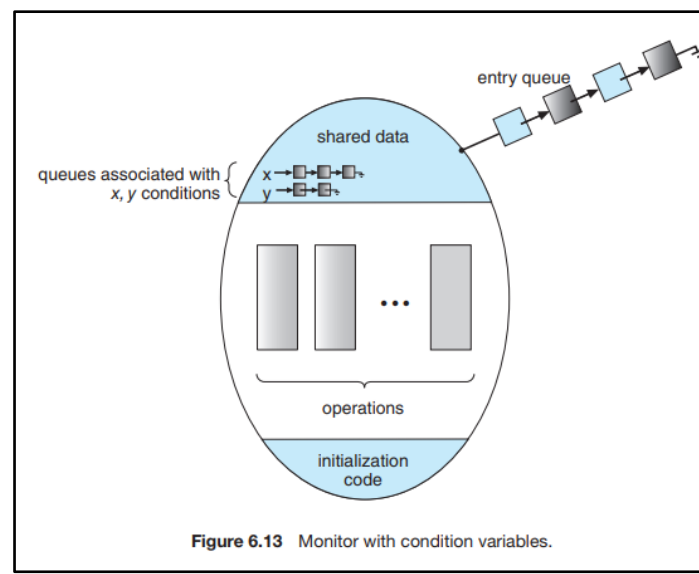 entry queue
shared data
queues associated with
x, y conditions
x
y
•••
operations
initialization
code
Figure 6.13 Monitor with condition variables.